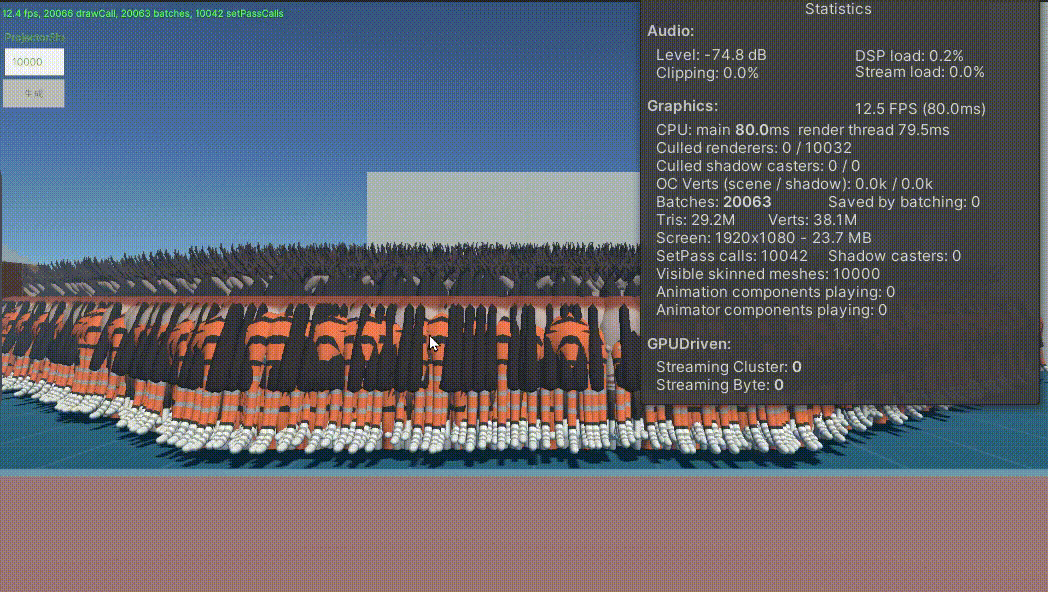 12.4 fps, 20066 drawCall, 20063 batches, 10042 setPassCalls
10000
生成
Statistics
Audio:
Level: -74.8 dB DSP load: 0.2%
Clipping: 0.0% Stream load: 0.0%
Graphics: 12.5 FPS (80.0ms)
CPU: main 80.0ms render thread 79.5ms
Culled renderers: 0 / 10032
Culled shadow casters: 0 / 0
OC Verts (scene / shadow): 0.0k / 0.0k
Batches: 20063 Saved by batching: 0
Tris: 29.2M Verts: 38.1M
Screen: 1920x1080 - 23.7 MB
SetPass calls: 10042 Shadow casters: 0
Visible skinned meshes: 10000
Animation components playing: 0
Animator components playing: 0
GPUDriven:
Streaming Cluster: 0
Streaming Byte: 0